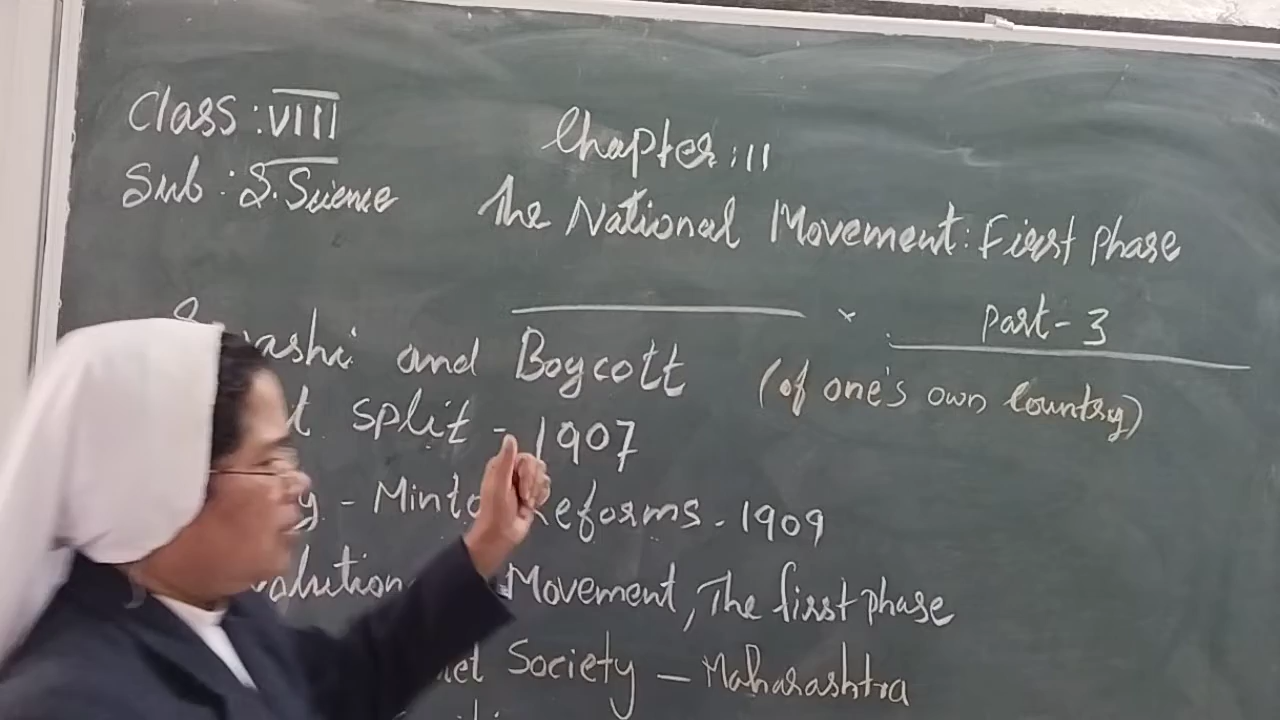 Class : VIII
Sub : S. Science
Chapter : 11
The National Movement : First phase
Part - 3
and Boycott (of one's own Country)
split - 1907
Reforms - 1909
Movement, The first phase
Society - Maharashtra